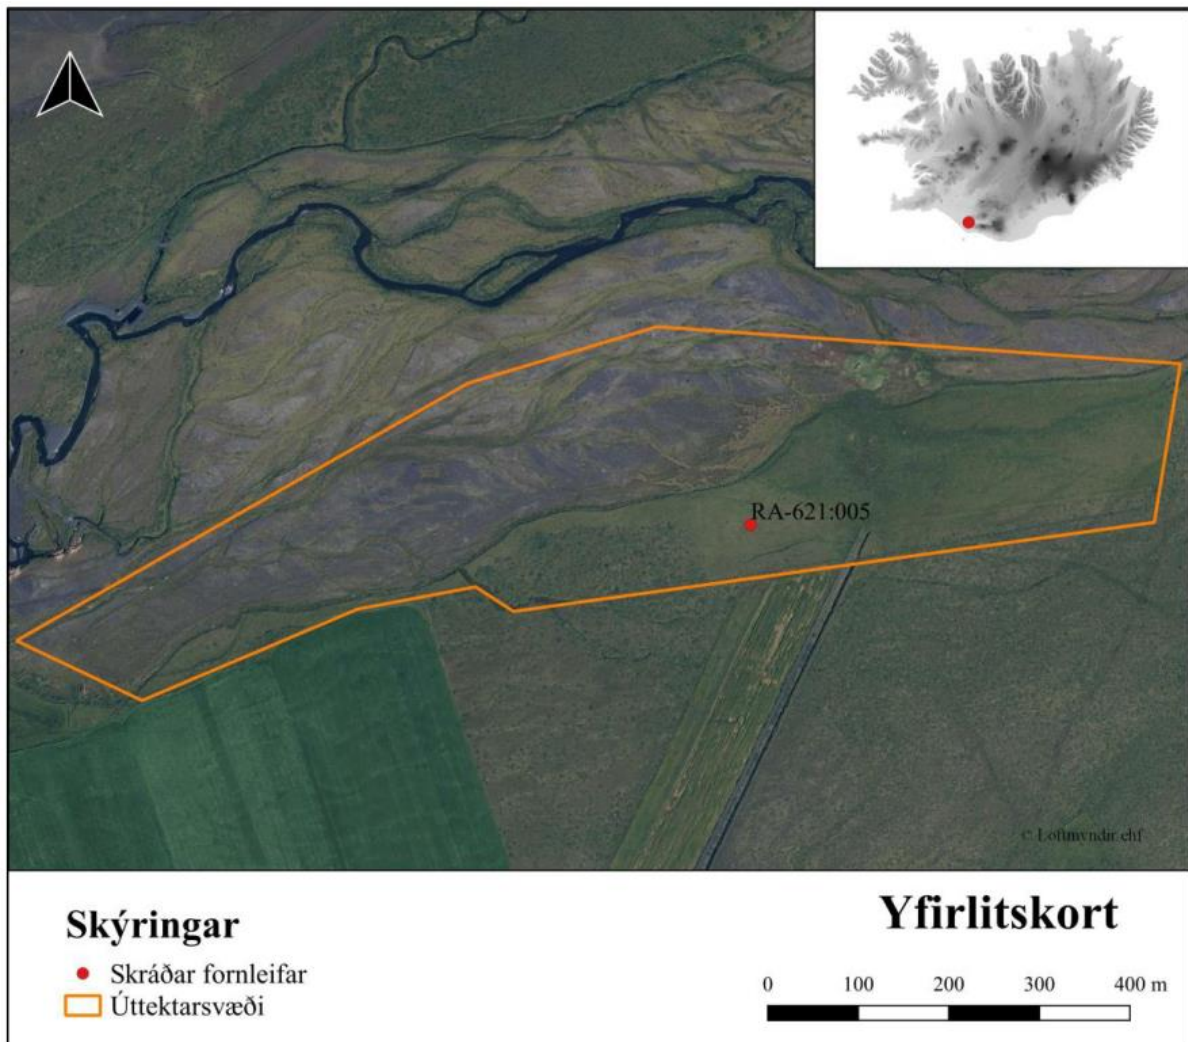 RA-621:005
© Loftmyndir ehf
Skýringar
Skráðar fornleifar
Úttektarsvæði
Yfirlitskort
0 100 200 300 400 m